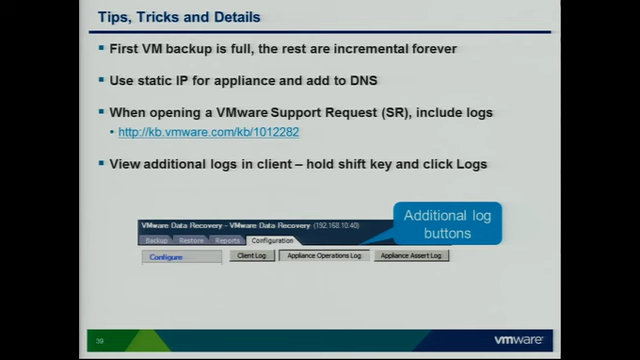 Tips, Tricks and Details
First VM backup is full, the rest are incremental forever
Use static IP for appliance and add to DNS
When opening a VMware Support Request (SR), include logs
http://kb.vmware.com/kb/1012282
View additional logs in client – hold shift key and click Logs
Additional log
buttons
VMware Data Recovery - VMware Data Recovery (192.168.10.40)
Backup Restore Reports Configuration
Configure Client Log Appliance Operations Log Appliance Assert Log
39
vmware